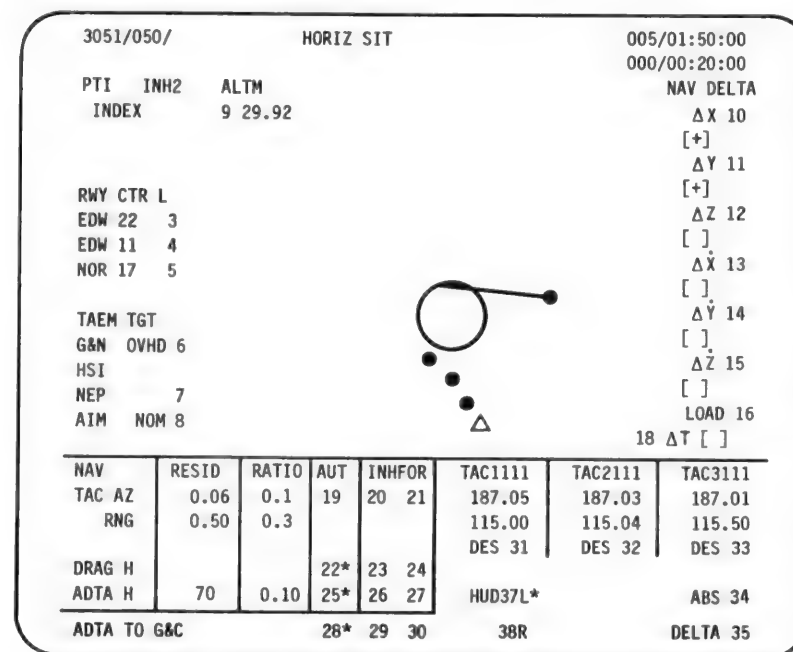 3051/050/ HORIZ SIT 005/01:50:00
000/00:20:00
PTI INH2 ALTM NAV DELTA
INDEX 9 29.92 ΔX 10
[+]
ΔY 11
RWY CTR L [+]
EDW 22 3 ΔZ 12
EDW 11 4 [ ]
NOR 17 5 ΔẊ 13
[ ]
TAEM TGT ΔẎ 14
G&N OVHD 6 [ ]
HSI ΔŻ 15
NEP 7 [ ]
AIM NOM 8 LOAD 16
18 ΔT [ ]
NAV RESID RATIO AUT INHFOR TAC1111 TAC2111 TAC3111
TAC AZ 0.06 0.1 19 20 21 187.05 187.03 187.01
RNG 0.50 0.3 115.00 115.04 115.50
DES 31 DES 32 DES 33
DRAG H 22* 23 24
ADTA H 70 0.10 25* 26 27 HUD37L* ABS 34
ADTA TO G&C 28* 29 30 38R DELTA 35